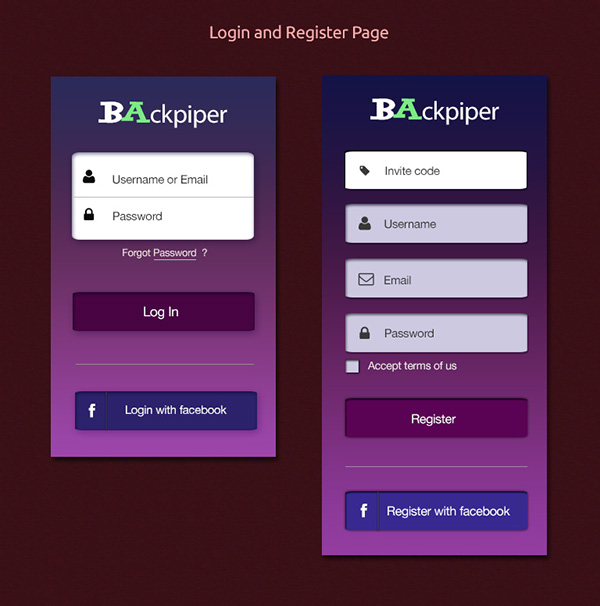 Login and Register Page
BAckpiper
Username or Email
Password
Forgot Password ?
Log In
f Login with facebook
BAckpiper
Invite code
Username
Email
Password
Accept terms of us
Register
f Register with facebook